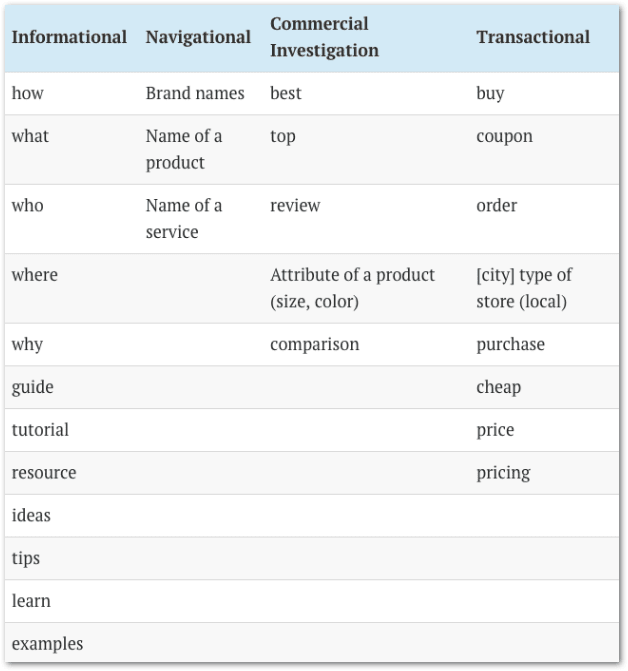 Informational Navigational Commercial Investigation Transactional
how Brand names best buy
what Name of a product top coupon
who Name of a service review order
where Attribute of a product (size, color) [city] type of store (local)
why comparison purchase
guide cheap
tutorial price
resource pricing
ideas
tips
learn
examples